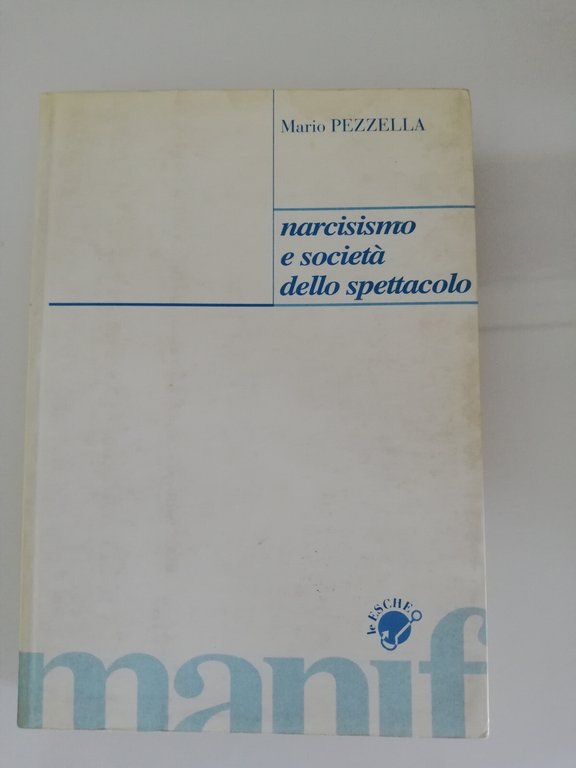 Mario PEZZELLA
narcisismo
e società
dello spettacolo
le ESCHE
manif